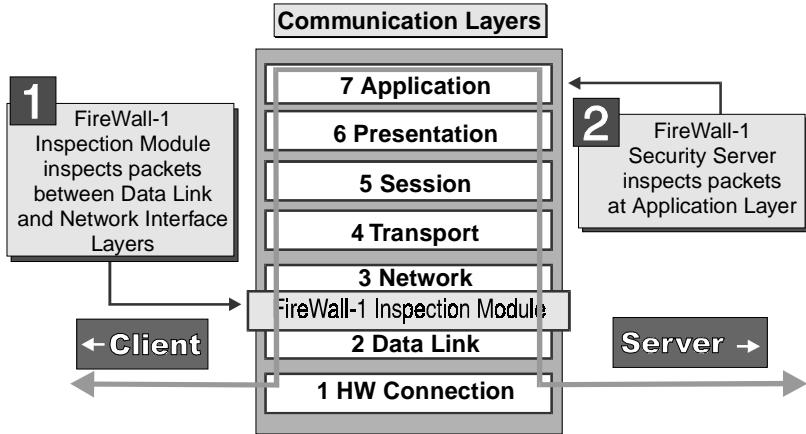 Communication Layers
1
FireWall-1
Inspection Module
inspects packets
between Data Link
and Network Interface
Layers
7 Application
6 Presentation
5 Session
4 Transport
3 Network
FireWall-1 Inspection Module
2 Data Link
1 HW Connection
2
FireWall-1
Security Server
inspects packets
at Application Layer
←Client
Server →